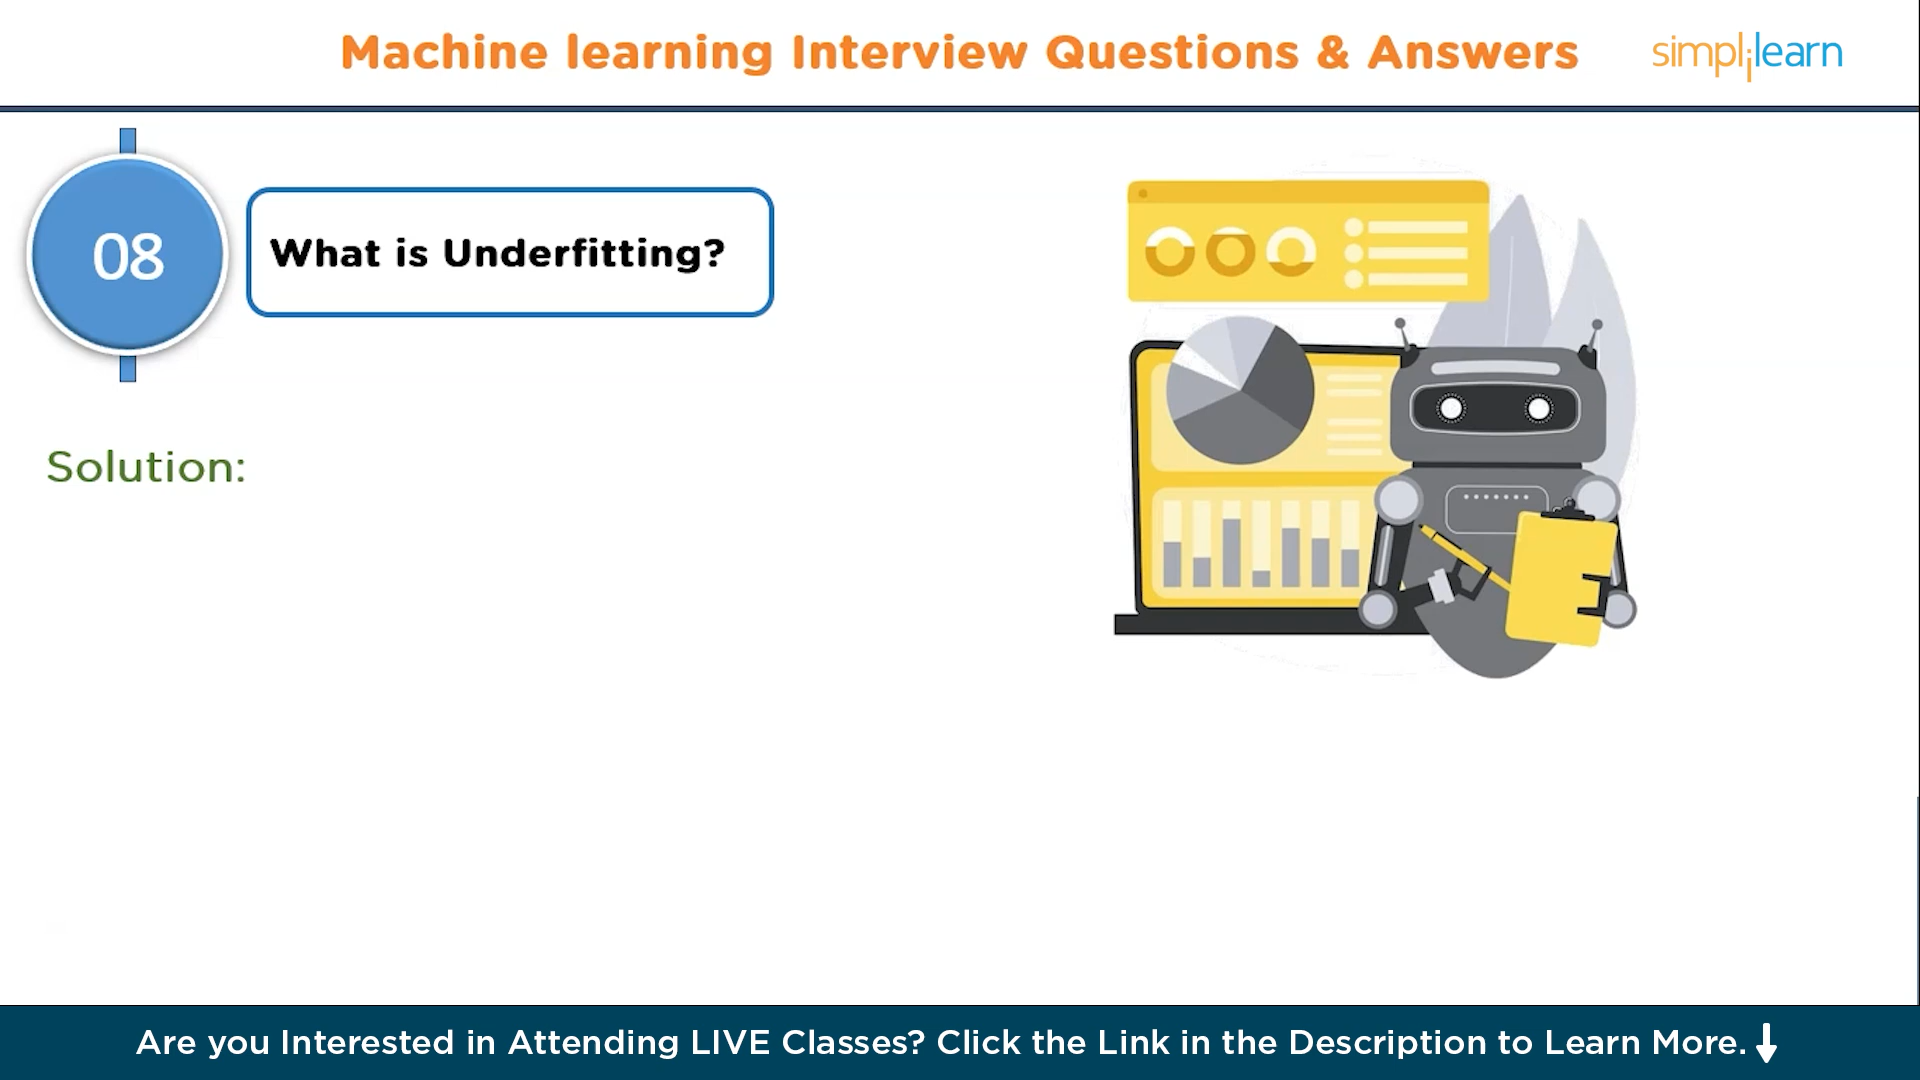 Machine learning Interview Questions & Answers
simplilearn
08
What is Underfitting?
Solution:
Are you Interested in Attending LIVE Classes? Click the Link in the Description to Learn More.